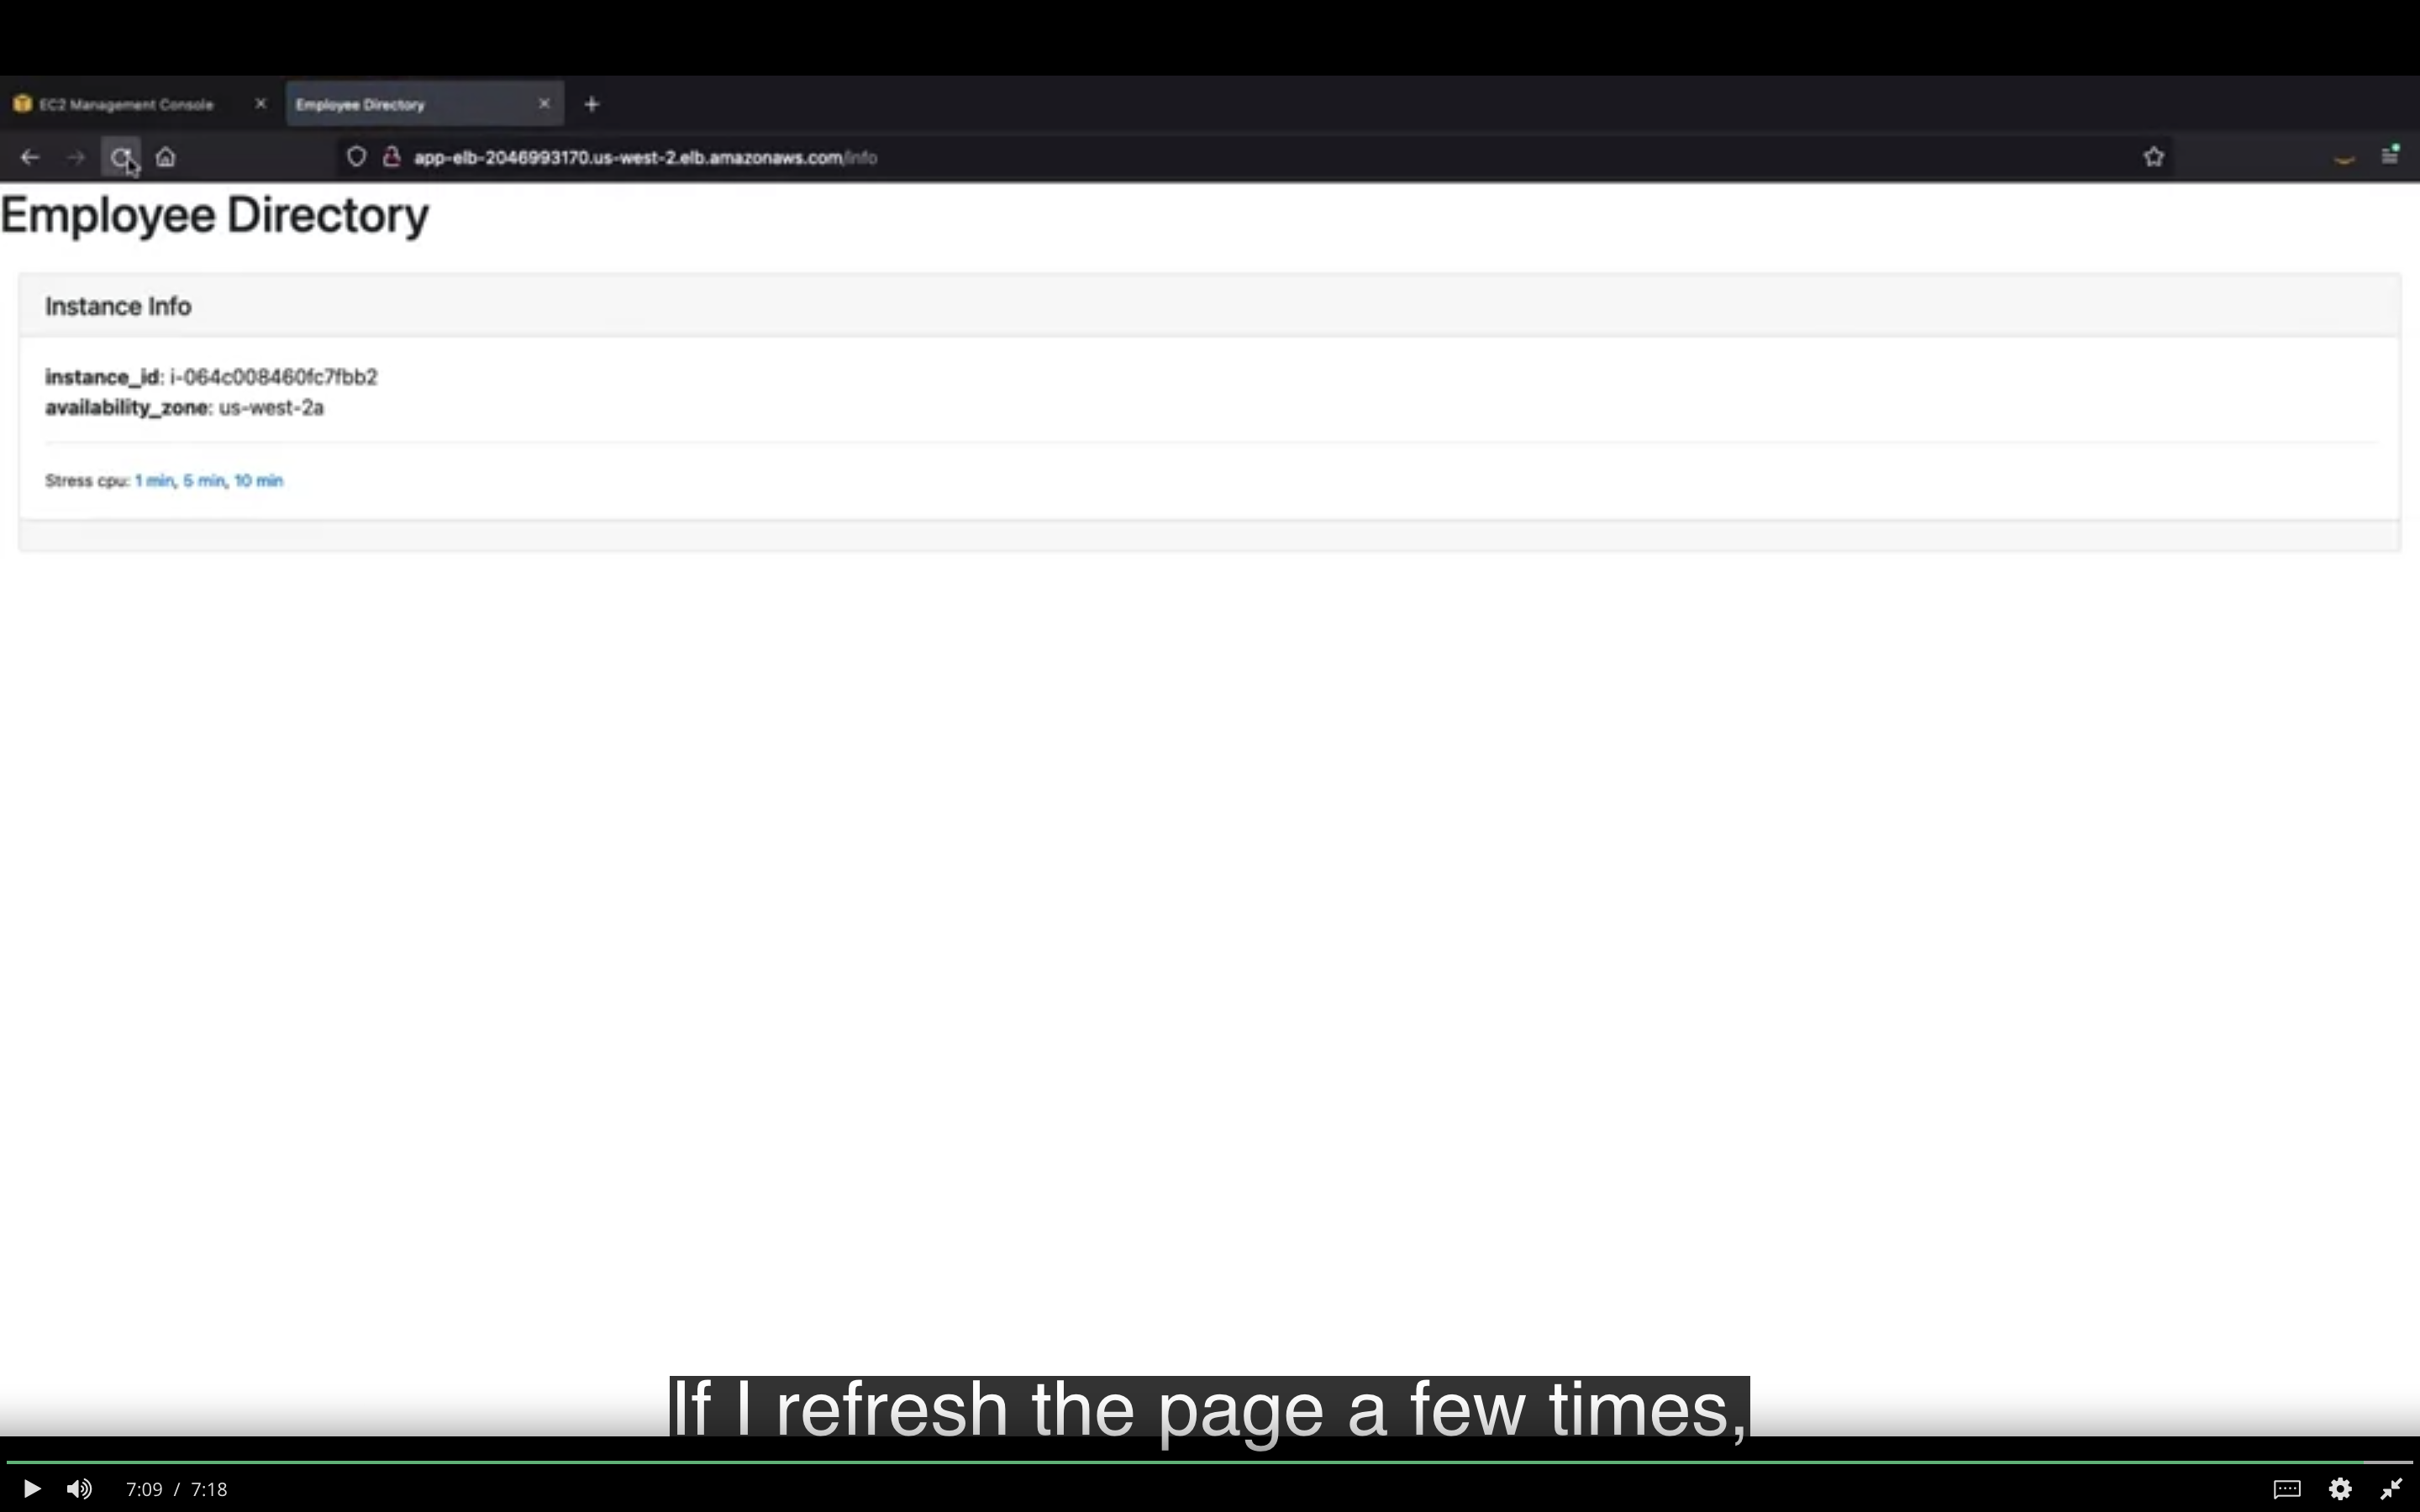 EC2 Management Console
Employee Directory
app-elb-2046993170.us-west-2.elb.amazonaws.com/info
Employee Directory
Instance Info
instance_id: i-064c008460fc7fbb2
availability_zone: us-west-2a
Stress cpu: 1 min, 5 min, 10 min
If I refresh the page a few times,
7:09 / 7:18